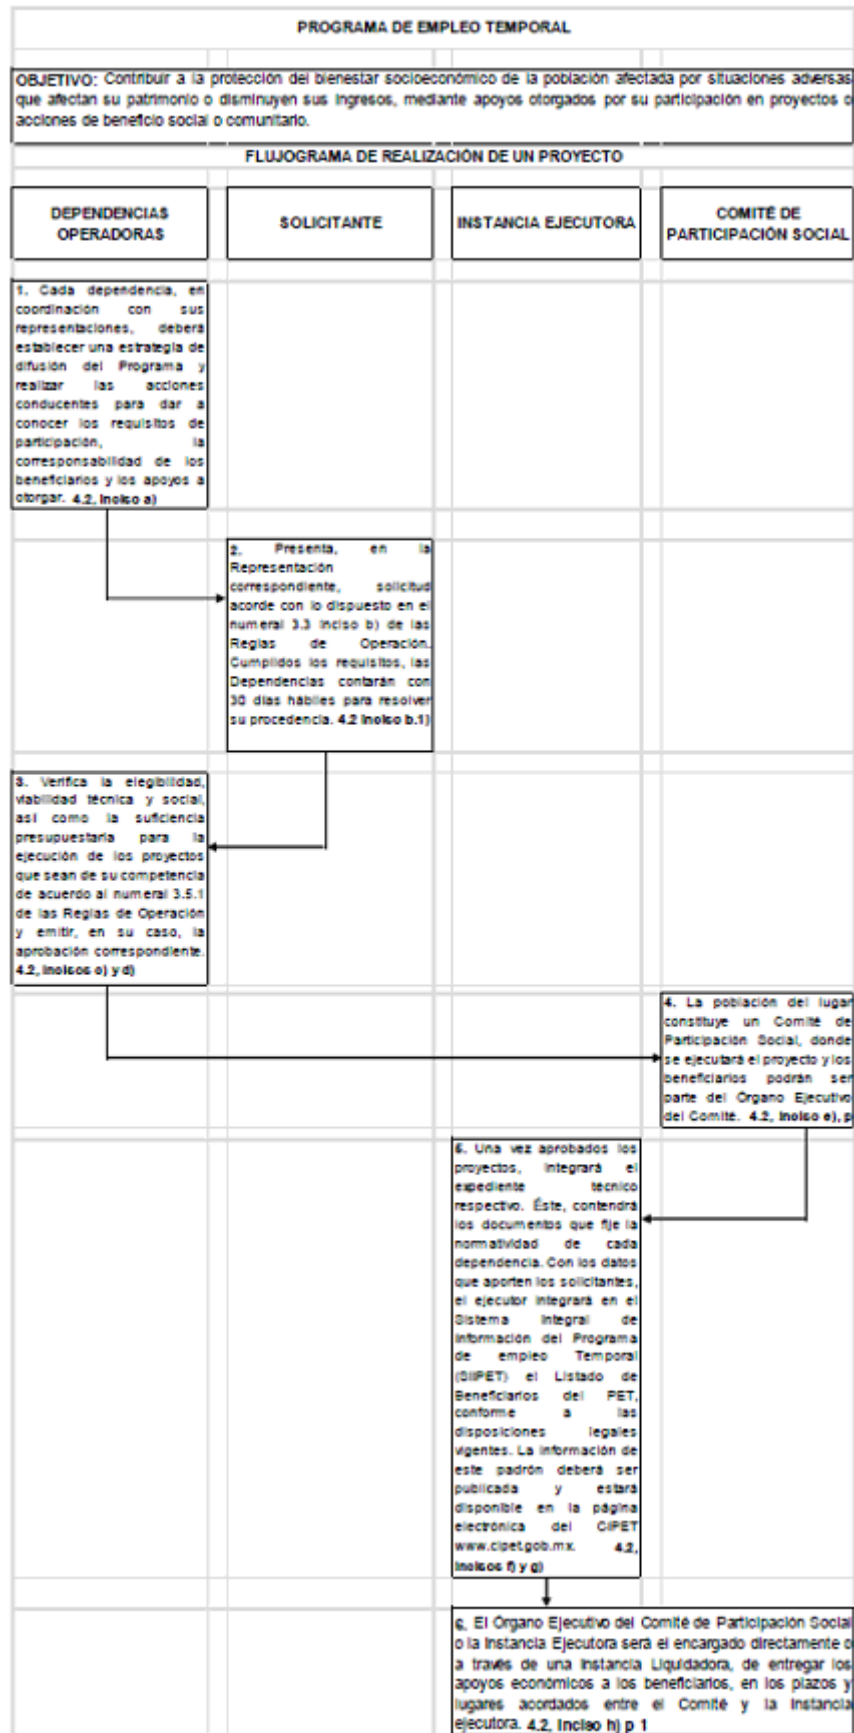 PROGRAMA DE EMPLEO TEMPORAL
OBJETIVO: Contribuir a la protección del bienestar socioeconómico de la población afectada por situaciones adversas
que afectan su patrimonio o disminuyen sus ingresos, mediante apoyos otorgados por su participación en proyectos o
acciones de beneficio social o comunitario.
FLUJOGRAMA DE REALIZACIÓN DE UN PROYECTO
DEPENDENCIAS
OPERADORAS
SOLICITANTE
INSTANCIA EJECUTORA
COMITÉ DE
PARTICIPACIÓN SOCIAL
1. Cada dependencia, en
coordinación con sus
representaciones, deberá
establecer una estrategia de
difusión del Programa y
realizar las acciones
conducentes para dar a
conocer los requisitos de
participación, la
corresponsabilidad de los
beneficiarios y los apoyos a
otorgar. 4.2, inciso a)
2. Presenta, en la
Representación
correspondiente, solicitud
acorde con lo dispuesto en el
numeral 3.3 inciso b) de las
Reglas de Operación.
Cumplidos los requisitos, las
Dependencias contarán con
30 días hábiles para resolver
su procedencia. 4.2 inciso b.1)
3. Verifica la elegibilidad,
viabilidad técnica y social,
así como la suficiencia
presupuestaria para la
ejecución de los proyectos
que sean de su competencia
de acuerdo al numeral 3.5.1
de las Reglas de Operación
y emitir, en su caso, la
aprobación correspondiente.
4.2, incisos c) y d)
4. La población del lugar
constituye un Comité de
Participación Social, donde
se ejecutará el proyecto y los
beneficiarios podrán ser
parte del Órgano Ejecutivo
del Comité. 4.2, inciso e), p
5. Una vez aprobados los
proyectos, integrará el
expediente técnico
respectivo. Éste, contendrá
los documentos que fije la
normatividad de cada
dependencia. Con los datos
que aporten los solicitantes,
el ejecutor integrará en el
Sistema Integral de
Información del Programa
de empleo Temporal
(SIIPET) el Listado de
Beneficiarios del PET,
conforme a las
disposiciones legales
vigentes. La información de
este padrón deberá ser
publicada y estará
disponible en la página
electrónica del CIPET
www.cipet.gob.mx. 4.2,
incisos f) y g)
6. El Órgano Ejecutivo del Comité de Participación Social
o la Instancia Ejecutora será el encargado directamente o
a través de una Instancia Liquidadora, de entregar los
apoyos económicos a los beneficiarios, en los plazos y
lugares acordados entre el Comité y la Instancia
ejecutora. 4.2, inciso h) p 1